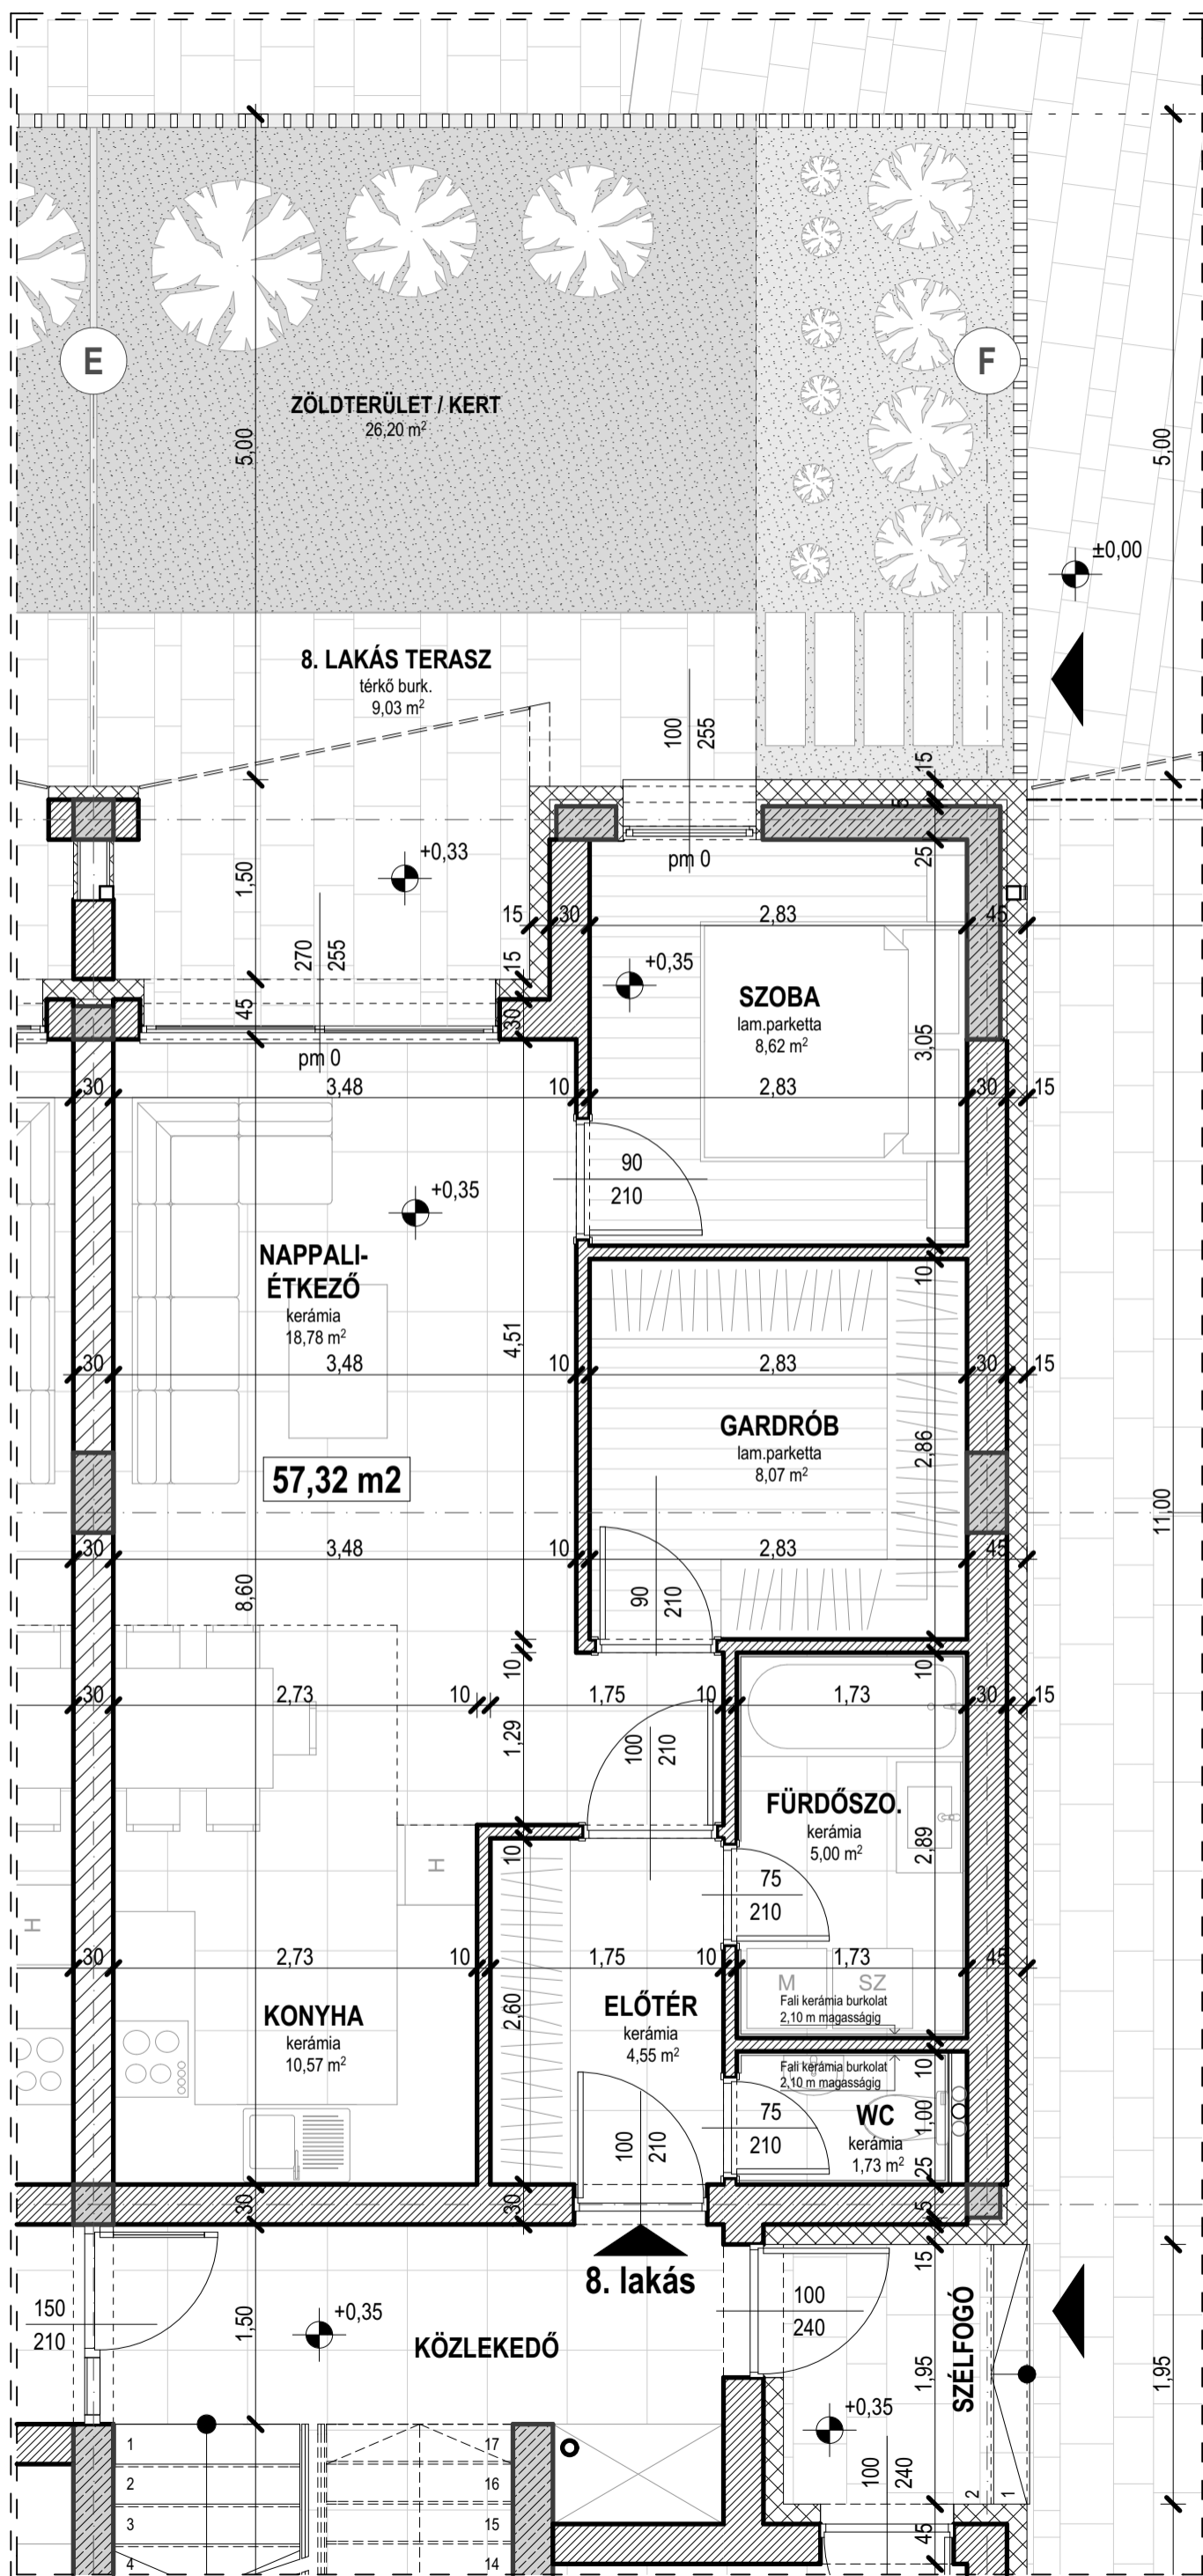 E
F
ZÖLDTERÜLET / KERT
26,20 m²
5,00
5,00
±0,00
8. LAKÁS TERASZ
térkő burk.
9,03 m²
100
255
15
5
25
pm 0
+0,33
1,50
15
30
2,83
45
270
255
15
+0,35
SZOBA
lam.parketta
8,62 m²
45
30
3,05
pm 0
30
3,48
10
2,83
30
15
90
210
+0,35
NAPPALI-
ÉTKEZŐ
kerámia
18,78 m²
10
4,51
30
3,48
10
2,83
30
15
GARDRÓB
lam.parketta
8,07 m²
2,86
57,32 m2
11,00
30
3,48
10
2,83
45
8,60
90
210
10
10
30
2,73
10
1,75
10
1,73
30
15
1,29
100
210
FÜRDŐSZO.
kerámia
5,00 m²
2,89
10
H
H
75
210
30
2,73
10
1,75
10
1,73
45
M
SZ
KONYHA
kerámia
10,57 m²
2,60
ELŐTÉR
kerámia
4,55 m²
Fali kerámia burkolat
2,10 m magasságig
Fali kerámia burkolat
2,10 m magasságig
10
75
210
WC
kerámia
1,73 m²
1,00
100
210
25
30
30
5
8. lakás
15
150
210
1,50
+0,35
KÖZLEKEDŐ
100
240
SZÉLFOGÓ
1,95
1,95
+0,35
100
240
2
1
45
1
2
3
4
17
16
15
14